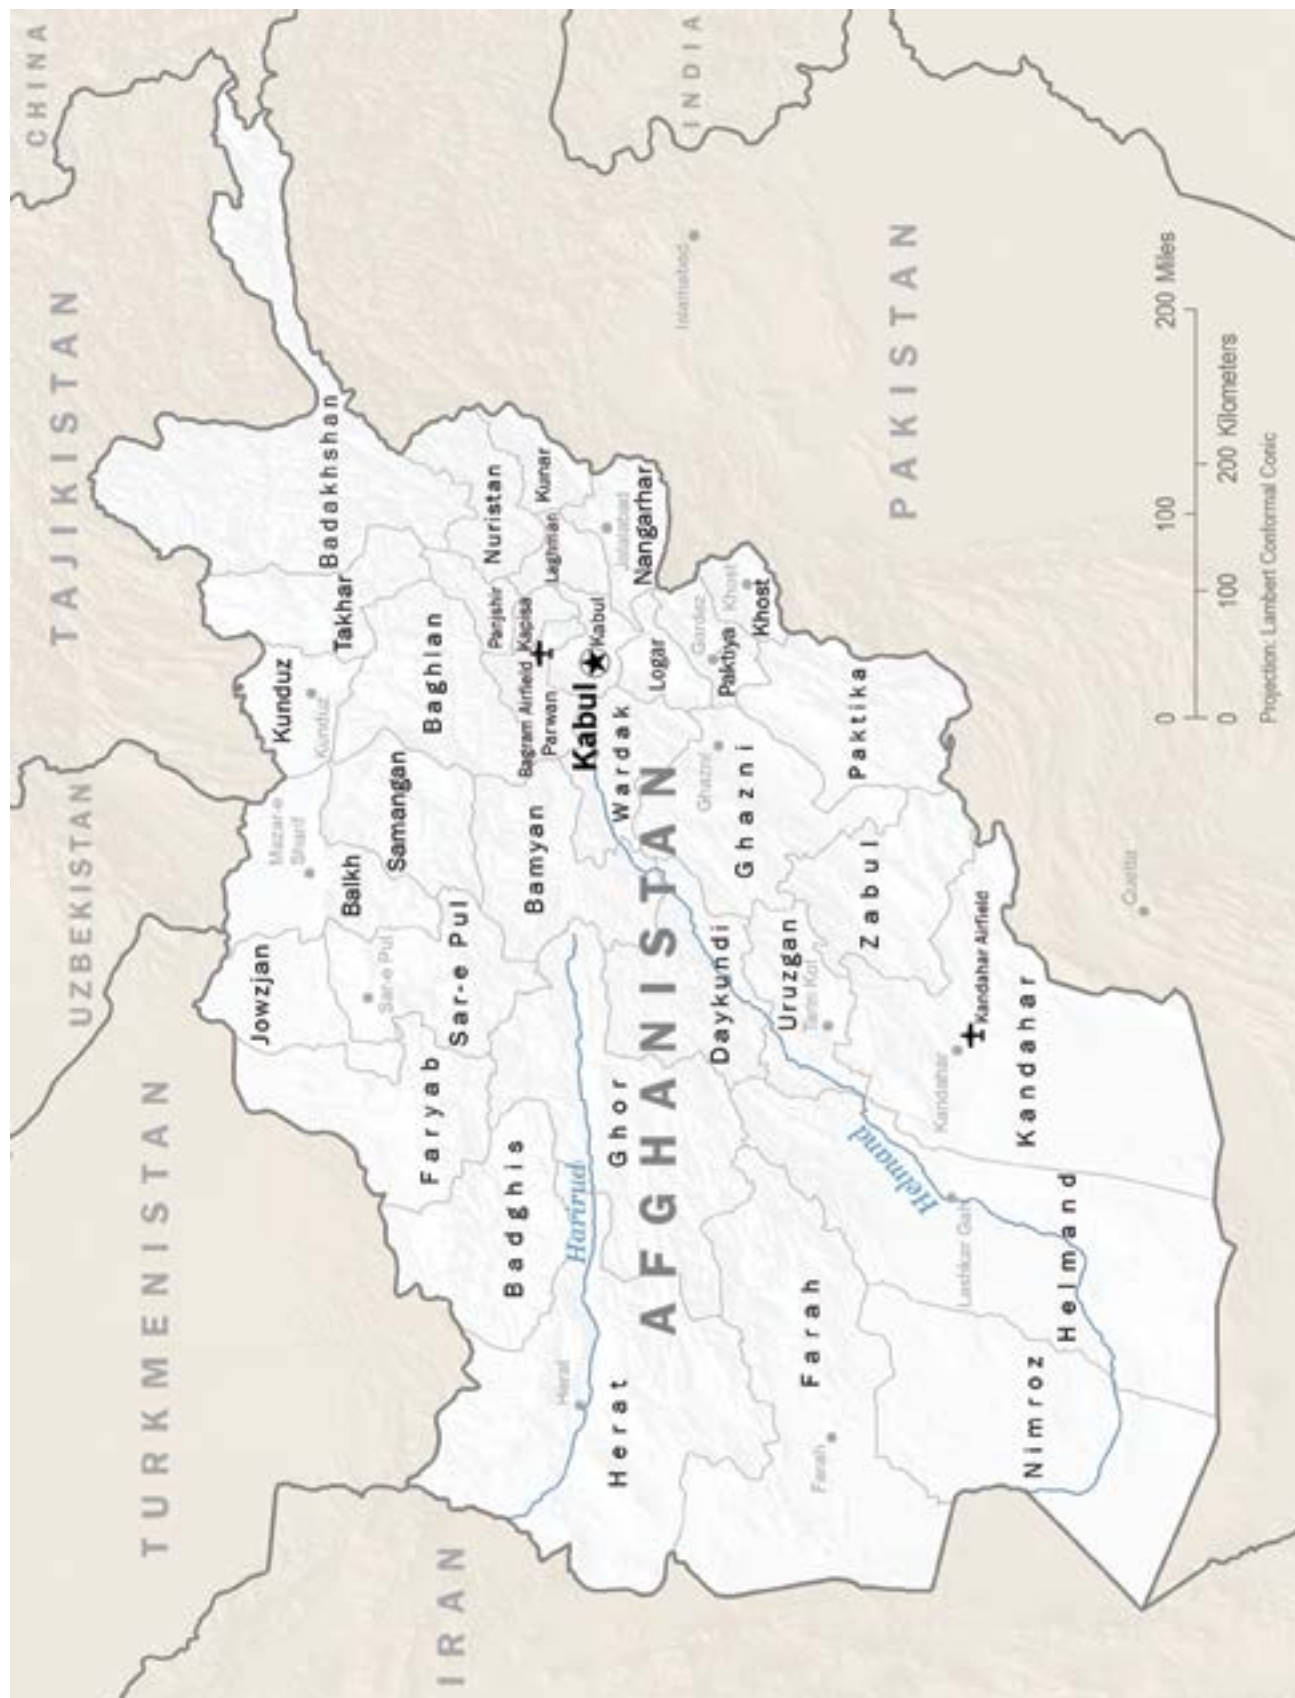 CHINA
TAJIKISTAN
UZBEKISTAN
TURKMENISTAN
Jowzjan
Mazar-e
Sharif
Kunduz
Kunduz
Badakhshan
Takhar
Balkh
Sar-e Pul
Samangan
Faryab
Baghlan
IRAN
Sar-e Pul
Nuristan
Panjshir
Badghis
Bamyan
Bagram Airfield
Kapisa
Kunar
Parwan
Laghman
Harirud
Herat
Kabul
Kabul
Jalalabad
Herat
Ghor
Wardak
Nangarhar
Logar
AFGHANISTAN
Islamabad
INDIA
Gardez
Ghazni
Daykundi
Paktiya
Khost
Ghazni
Khost
Uruzgan
Tarin Kot
Farah
Farah
Paktika
Zabul
Helmand
PAKISTAN
Kandahar
Lashkar Gah
Kandahar Airfield
Kandahar
Nimroz
Helmand
Quetta
0 100 200 Miles
0 100 200 Kilometers
Projection: Lambert Conformal Conic